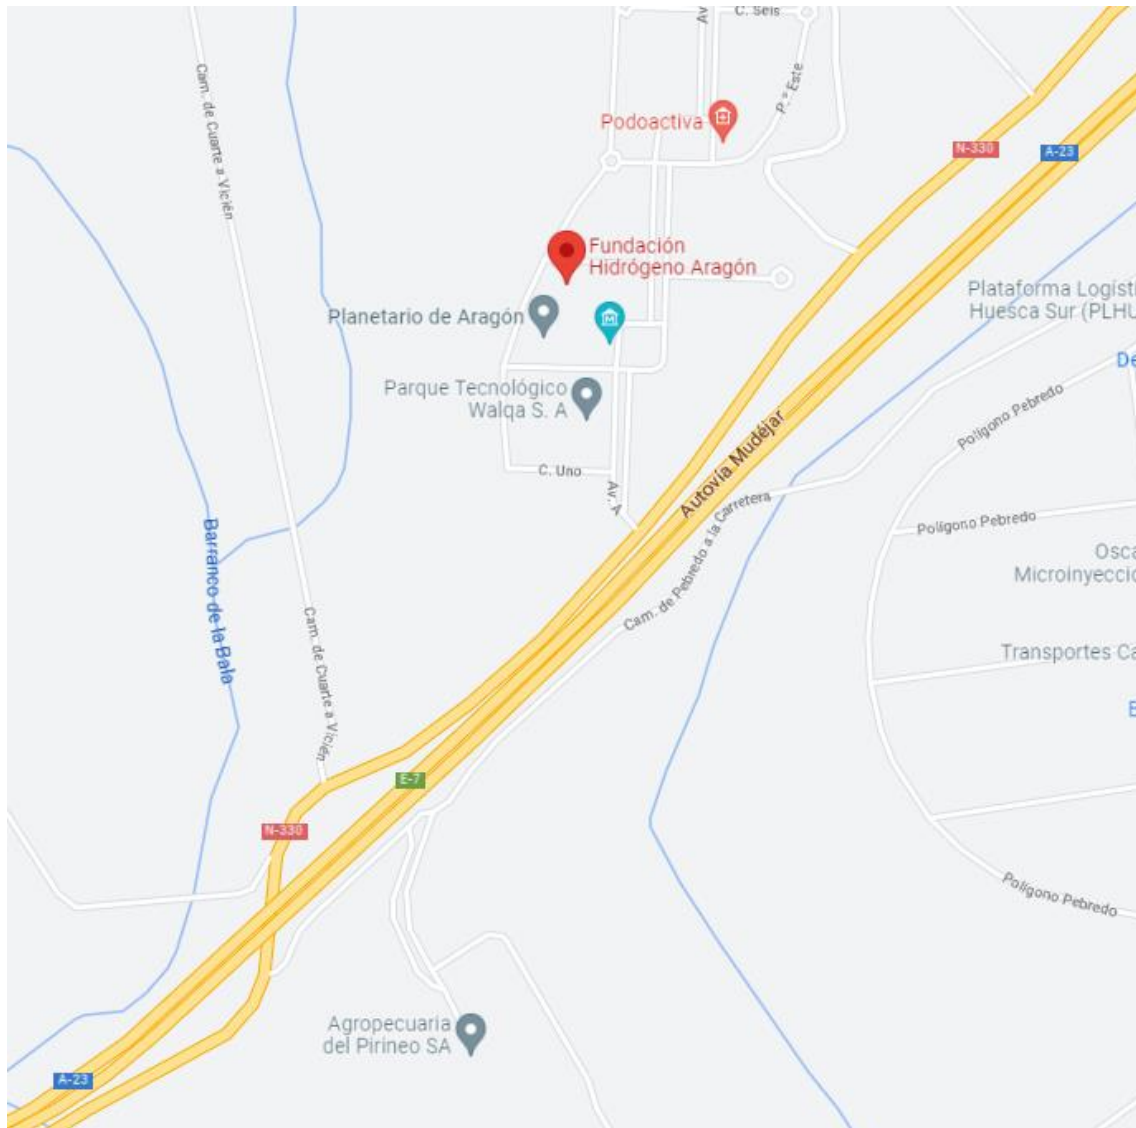 Av
C. Seis
P.º Este
Podoactiva
Cam. de Cuarte a Vicién
N-330
A-23
Fundación
Hidrógeno Aragón
Planetario de Aragón
Plataforma Logísti
Huesca Sur (PLHU
De
Parque Tecnológico
Walqa S. A
Polígono Pebredo
Autovía Mudéjar
C. Uno
Av. A
Cam. de Pebredo a la Carretera
Polígono Pebredo
Osca
Microinyecció
Barranco de la Bala
Cam. de Cuarte a Vicién
Transportes Ca
E
E-7
N-330
Polígono Pebredo
Agropecuaria
del Pirineo SA
A-23